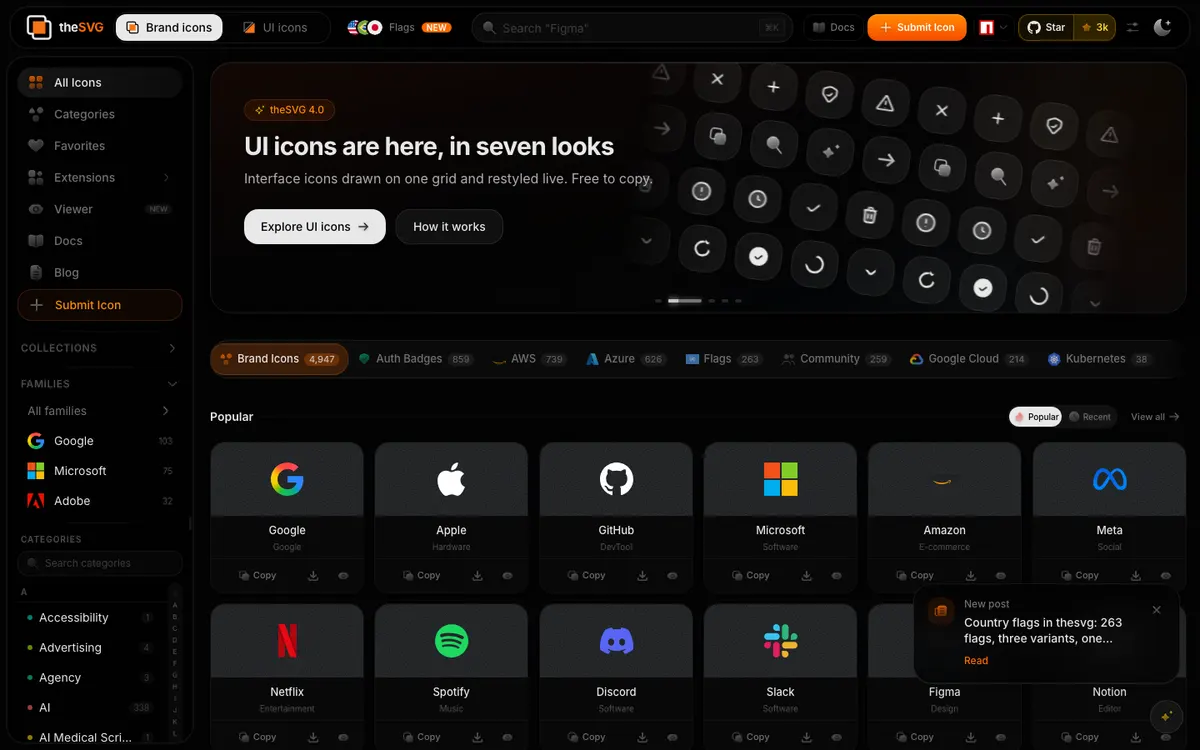 theSVG
Brand icons
UI icons
Flags NEW
Search "Figma"
⌘K
Docs
+ Submit Icon
Star
3k
All Icons
Categories
Favorites
Extensions
Viewer NEW
Docs
Blog
+ Submit Icon
COLLECTIONS
FAMILIES
All families
Google 103
Microsoft 75
Adobe 32
CATEGORIES
Search categories
A
Accessibility 1
Advertising 4
Agency 3
AI 338
AI Medical Scri... 1
A
B
C
D
E
F
G
H
I
J
K
L
theSVG 4.0
UI icons are here, in seven looks
Interface icons drawn on one grid and restyled live. Free to copy.
Explore UI icons →
How it works
Brand Icons 4,947
Auth Badges 859
AWS 739
Azure 626
Flags 263
Community 259
Google Cloud 214
Kubernetes 38
Popular
Popular
Recent
View all →
Google
Google
Copy
Apple
Hardware
Copy
GitHub
DevTool
Copy
Microsoft
Software
Copy
Amazon
E-commerce
Copy
Meta
Social
Copy
Netflix
Entertainment
Copy
Spotify
Music
Copy
Discord
Software
Copy
Slack
Software
Copy
Figma
Design
Copy
Notion
Editor
Copy
New post
Country flags in thesvg: 263
flags, three variants, one...
Read